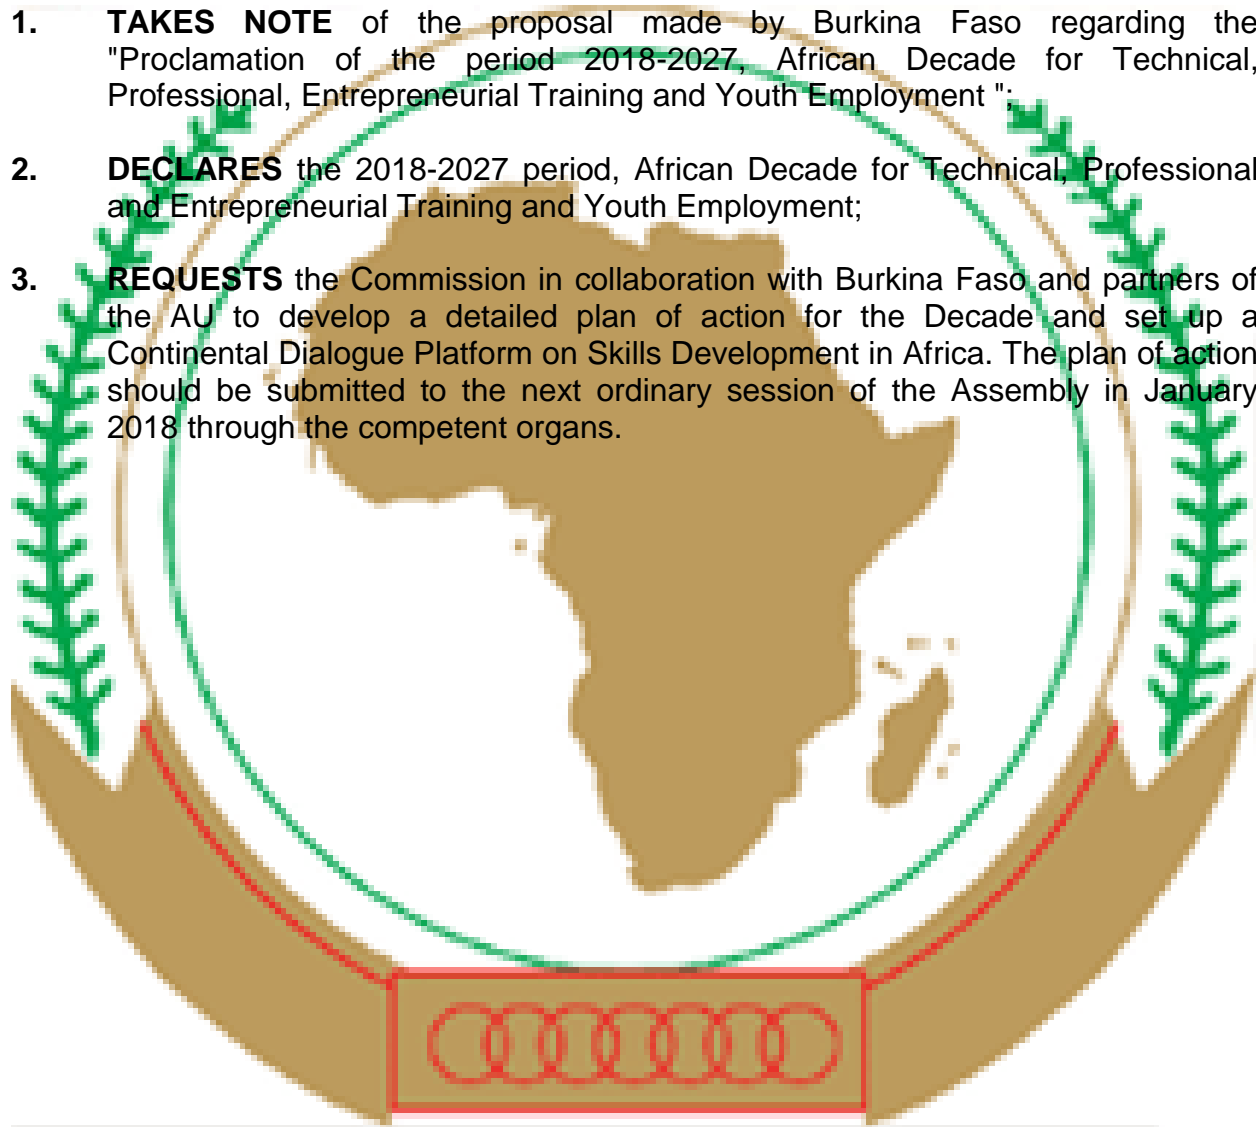 1. TAKES NOTE of the proposal made by Burkina Faso regarding the
"Proclamation of the period 2018-2027, African Decade for Technical,
Professional, Entrepreneurial Training and Youth Employment ";
2. DECLARES the 2018-2027 period, African Decade for Technical, Professional
and Entrepreneurial Training and Youth Employment;
3. REQUESTS the Commission in collaboration with Burkina Faso and partners of
the AU to develop a detailed plan of action for the Decade and set up a
Continental Dialogue Platform on Skills Development in Africa. The plan of action
should be submitted to the next ordinary session of the Assembly in January
2018 through the competent organs.